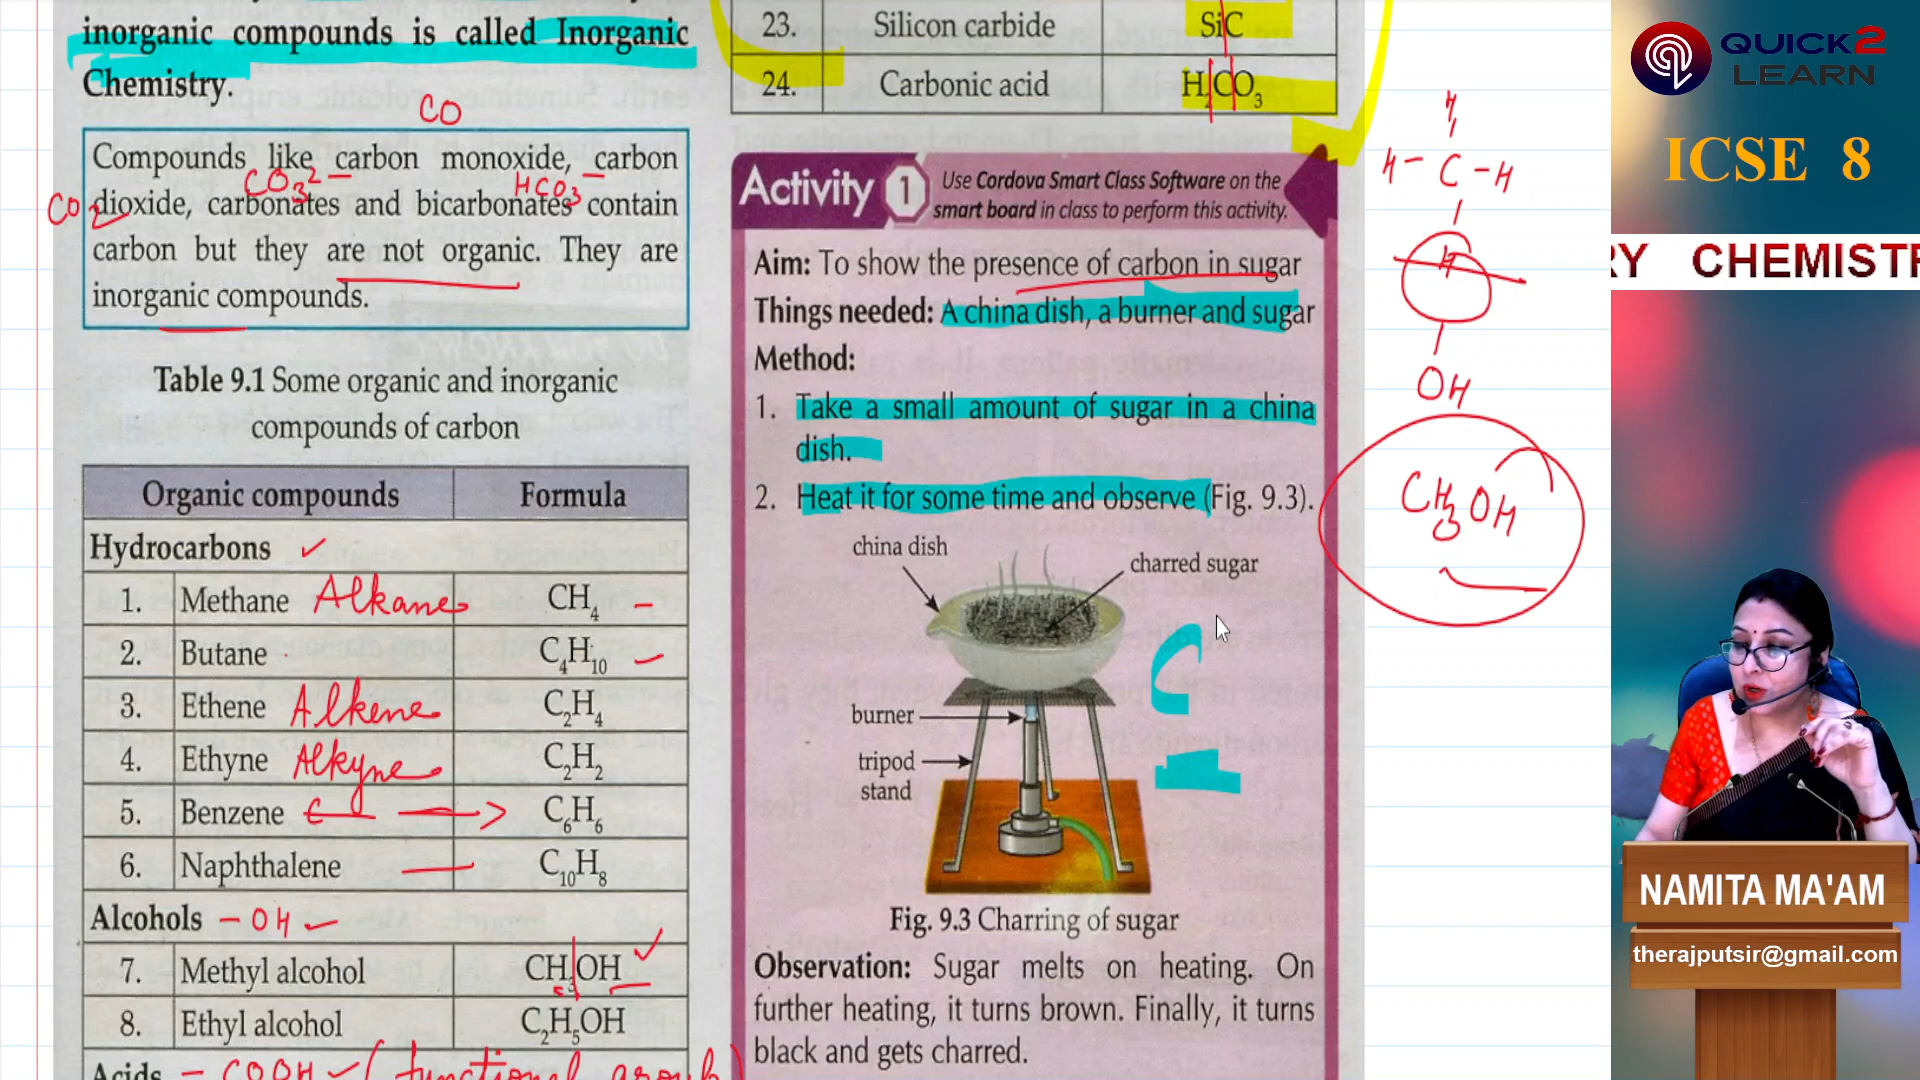 inorganic compounds is called Inorganic
Chemistry.
CO
Compounds like carbon monoxide, carbon
CO3 2- HCO3
CO2 dioxide, carbonates and bicarbonates contain
carbon but they are not organic. They are
inorganic compounds.
Table 9.1 Some organic and inorganic
compounds of carbon
Organic compounds Formula
Hydrocarbons ✓
1. Methane Alkane CH₄
2. Butane C₄H₁₀
3. Ethene Alkene C₂H₄
4. Ethyne Alkyne C₂H₂
5. Benzene C₆H₆
6. Naphthalene C₁₀H₈
Alcohols - OH ✓
7. Methyl alcohol CH₃OH ✓
8. Ethyl alcohol C₂H₅OH
Acids - COOH ✓ (functional group)
23. Silicon carbide SiC
24. Carbonic acid H₂CO₃
Activity 1
Use Cordova Smart Class Software on the
smart board in class to perform this activity.
Aim: To show the presence of carbon in sugar
Things needed: A china dish, a burner and sugar
Method:
1. Take a small amount of sugar in a china
dish.
2. Heat it for some time and observe (Fig. 9.3).
china dish
charred sugar
burner
tripod
stand
Fig. 9.3 Charring of sugar
Observation: Sugar melts on heating. On
further heating, it turns brown. Finally, it turns
black and gets charred.
H
H - C - H
H
OH
CH3OH
QUICK2
LEARN
ICSE 8
RY CHEMISTR
NAMITA MA'AM
therajputsir@gmail.com